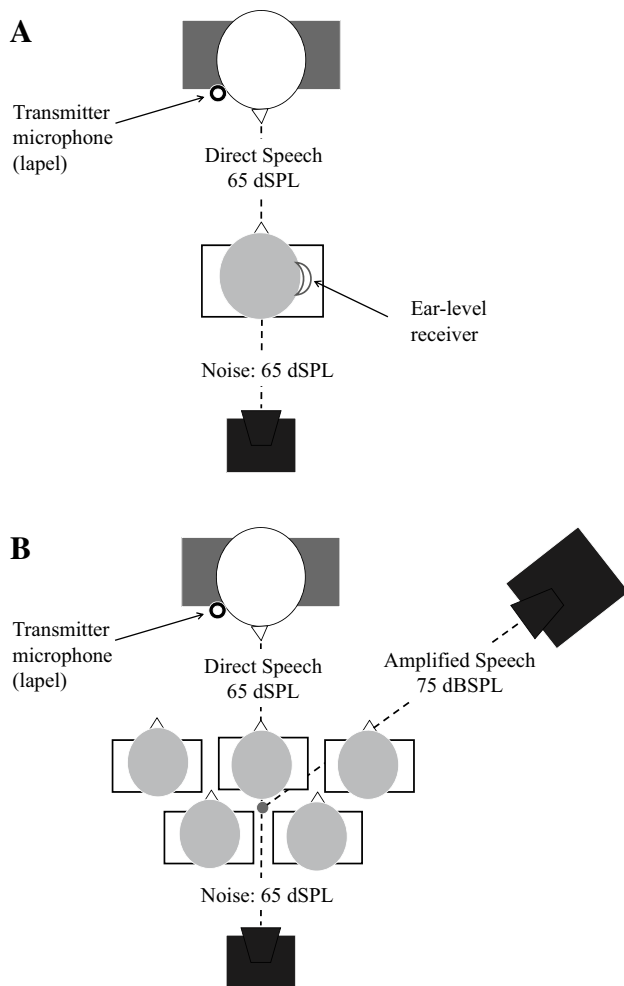 A
Transmitter
microphone
(lapel)
Direct Speech
65 dSPL
Ear-level
receiver
Noise: 65 dSPL
B
Transmitter
microphone
(lapel)
Direct Speech
65 dSPL
Amplified Speech
75 dBSPL
Noise: 65 dSPL